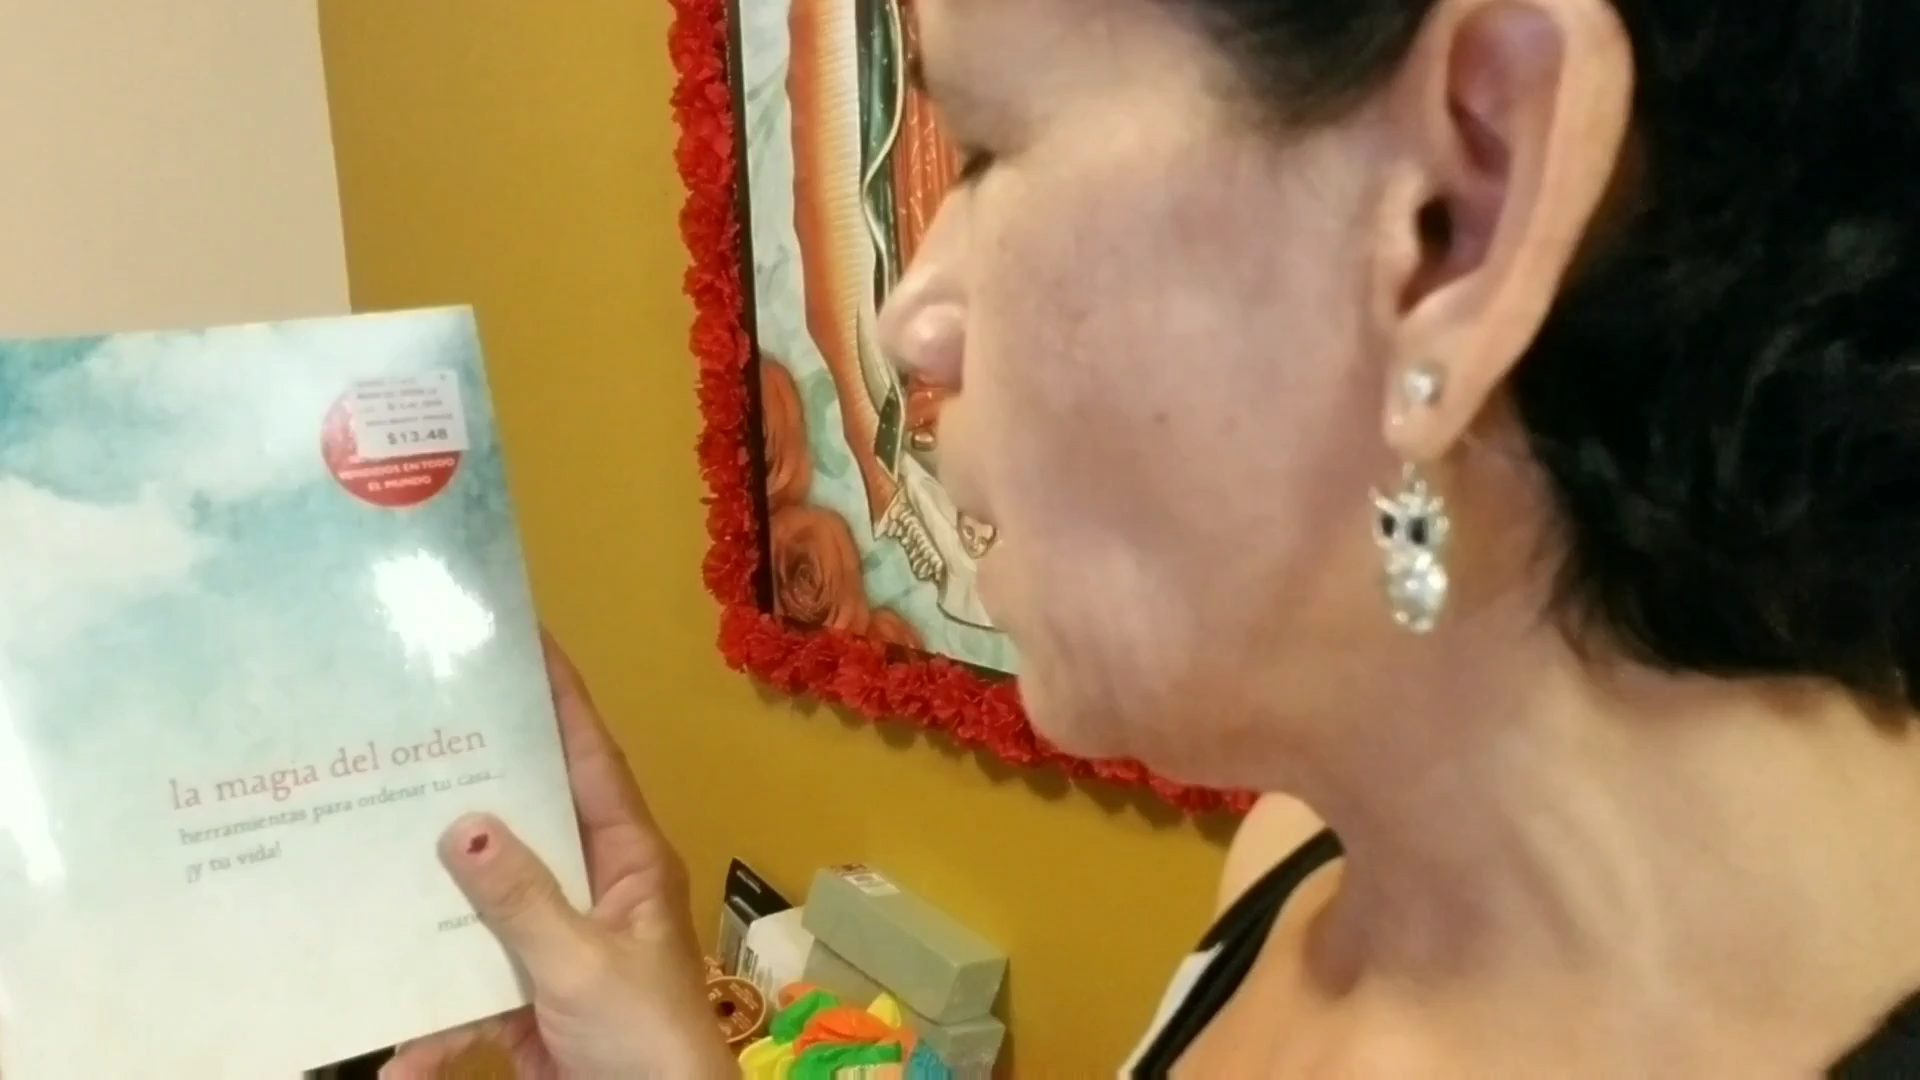 $13.48
VENDIDOS EN TODO
EL MUNDO
la magia del orden
herramientas para ordenar tu casa...
¡y tu vida!